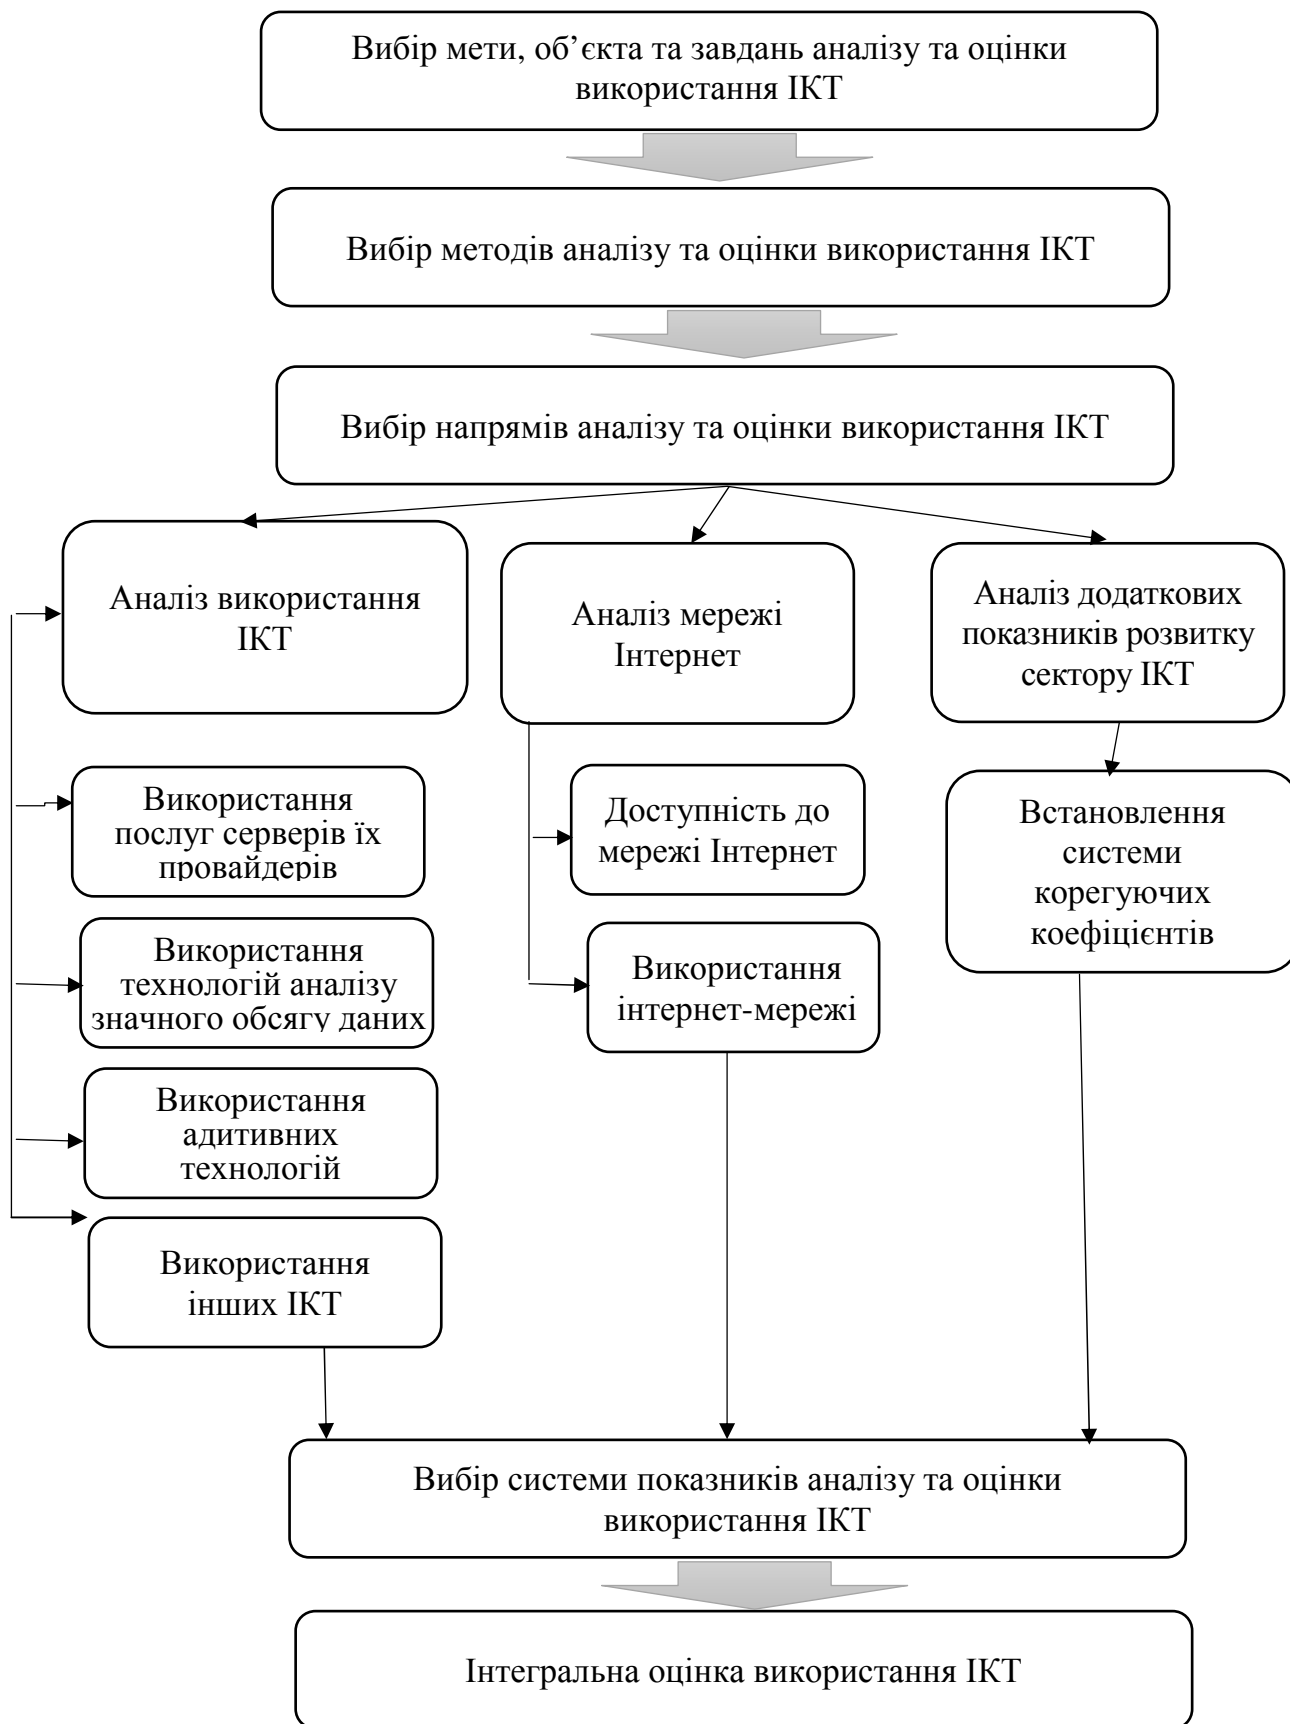 Вибір мети, об’єкта та завдань аналізу та оцінки
використання ІКТ
Вибір методів аналізу та оцінки використання ІКТ
Вибір напрямів аналізу та оцінки використання ІКТ
Аналіз використання
ІКТ
Аналіз мережі
Інтернет
Аналіз додаткових
показників розвитку
сектору ІКТ
Використання
послуг серверів їх
провайдерів
Використання
технологій аналізу
значного обсягу даних
Використання
адитивних
технологій
Використання
інших ІКТ
Доступність до
мережі Інтернет
Використання
інтернет-мережі
Встановлення
системи
корегуючих
коефіцієнтів
Вибір системи показників аналізу та оцінки
використання ІКТ
Інтегральна оцінка використання ІКТ